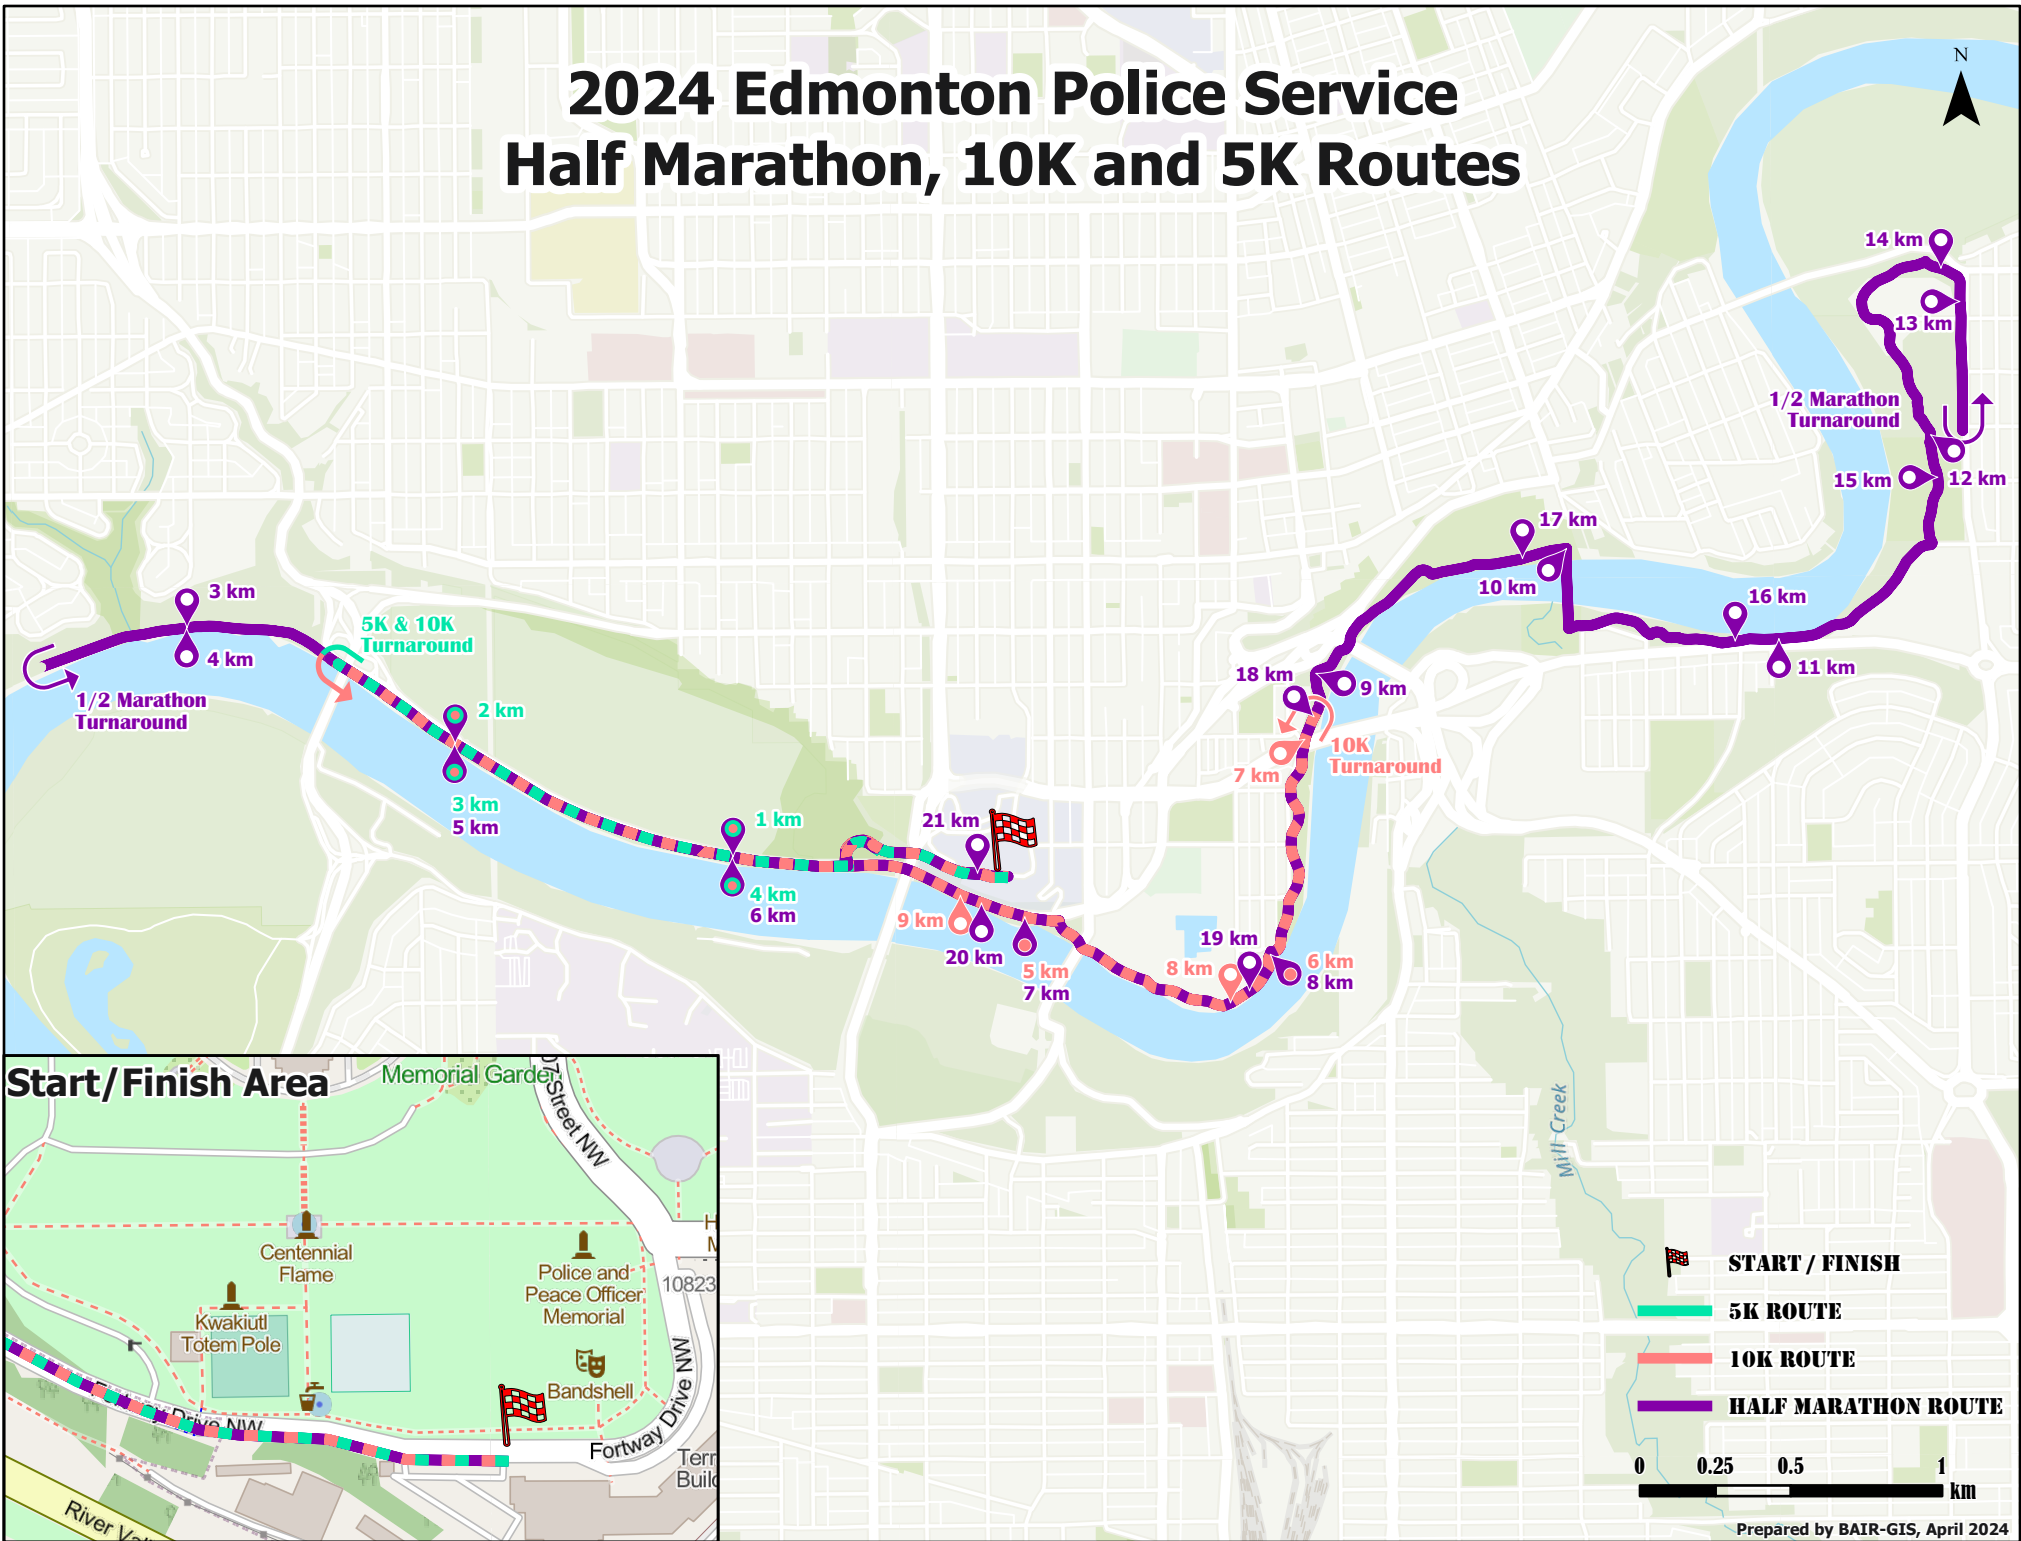 2024 Edmonton Police Service
Half Marathon, 10K and 5K Routes
N
14 km
13 km
1/2 Marathon
Turnaround
12 km
15 km
17 km
10 km
16 km
11 km
3 km
4 km
1/2 Marathon
Turnaround
5K & 10K
Turnaround
2 km
3 km
5 km
1 km
4 km
6 km
21 km
9 km
20 km
5 km
7 km
18 km
9 km
10K
Turnaround
7 km
19 km
8 km
6 km
8 km
Mill Creek
Start/Finish Area
Memorial Garde
07 Street NW
Centennial
Flame
Kwakiutl
Totem Pole
Police and
Peace Officer
Memorial
10823
H
M
Bandshell
Drive NW
Fortway Drive NW
Terr
Build
River Val
START / FINISH
5K ROUTE
10K ROUTE
HALF MARATHON ROUTE
0 0.25 0.5 1
km
Prepared by BAIR-GIS, April 2024